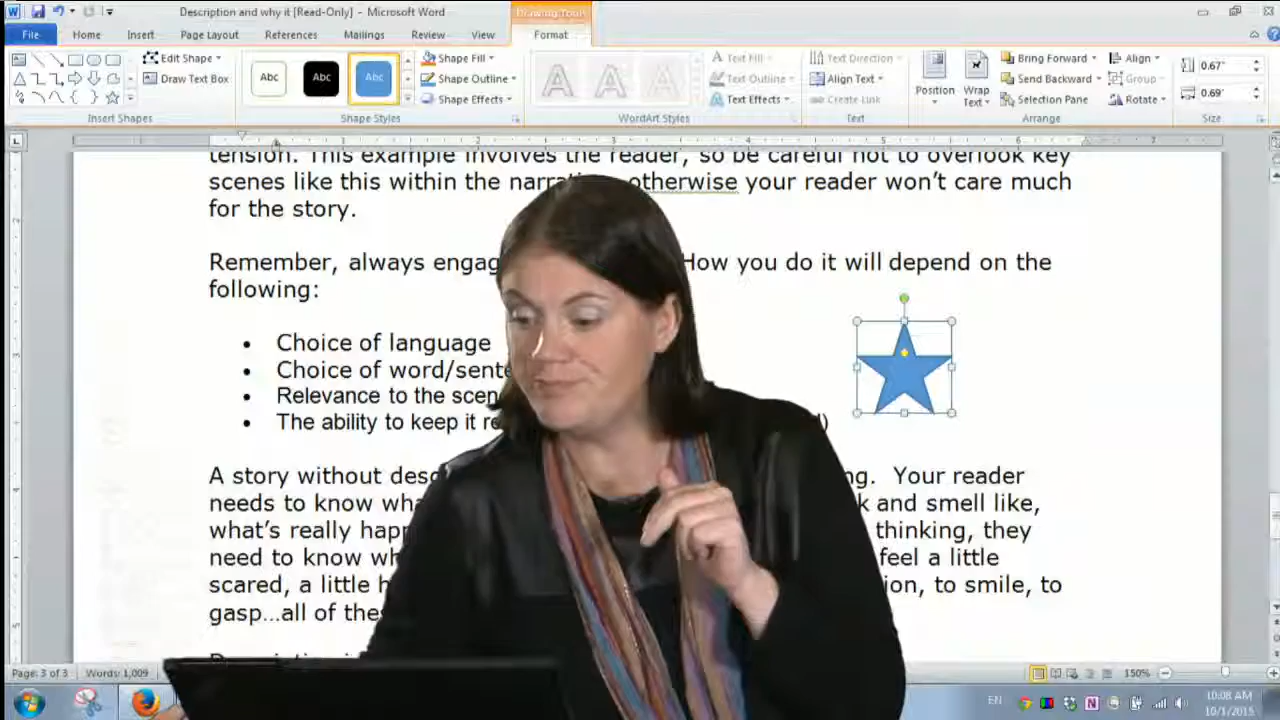 Description and why it [Read-Only] - Microsoft Word
Drawing Tools
File Home Insert Page Layout References Mailings Review View Format
Edit Shape
Draw Text Box
Insert Shapes
Abc Abc Abc
Shape Fill
Shape Outline
Shape Effects
Shape Styles
A A A
Text Fill
Text Outline
Text Effects
WordArt Styles
Text Direction
Align Text
Create Link
Text
Position
Wrap Text
Bring Forward
Send Backward
Selection Pane
Align
Group
Rotate
Arrange
0.67"
0.69"
Size
1 2 3 4 5 6 7
tension. This example involves the reader, so be careful not to overlook key
scenes like this within the narrative, otherwise your reader won't care much
for the story.
Remember, always engag How you do it will depend on the
following:
• Choice of language
• Choice of word/sente
• Relevance to the scen
• The ability to keep it re )
A story without desc ng. Your reader
needs to know wha k and smell like,
what's really happ thinking, they
need to know wh feel a little
scared, a little h ion, to smile, to
gasp...all of thes
Page: 3 of 3 Words: 1,009 150%
EN 10:08 AM
10/1/2015